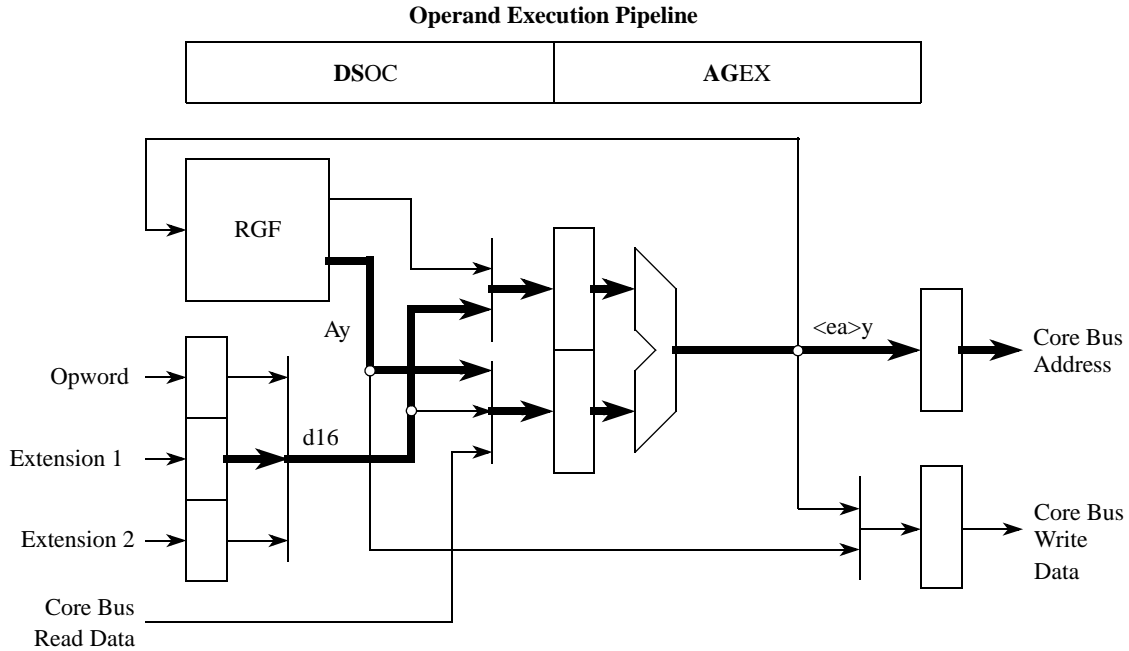 Operand Execution Pipeline
DSOC
AGEX
RGF
Ay
<ea>y
Core Bus
Address
Opword
d16
Extension 1
Extension 2
Core Bus
Write
Data
Core Bus
Read Data